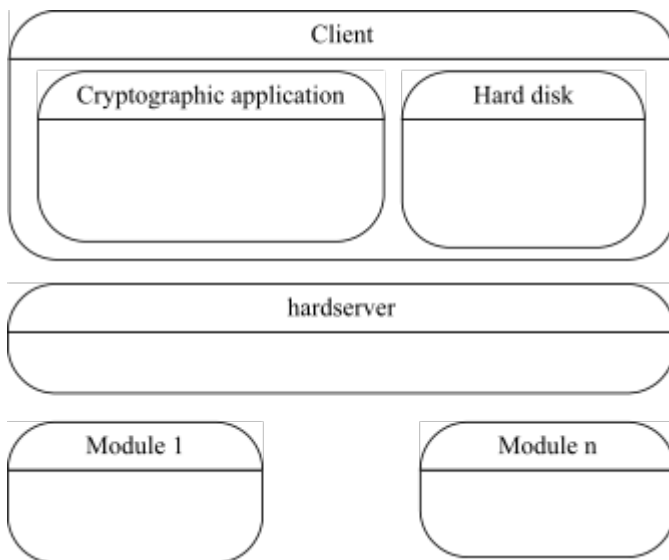 Client
Cryptographic application
Hard disk
hardserver
Module 1
Module n